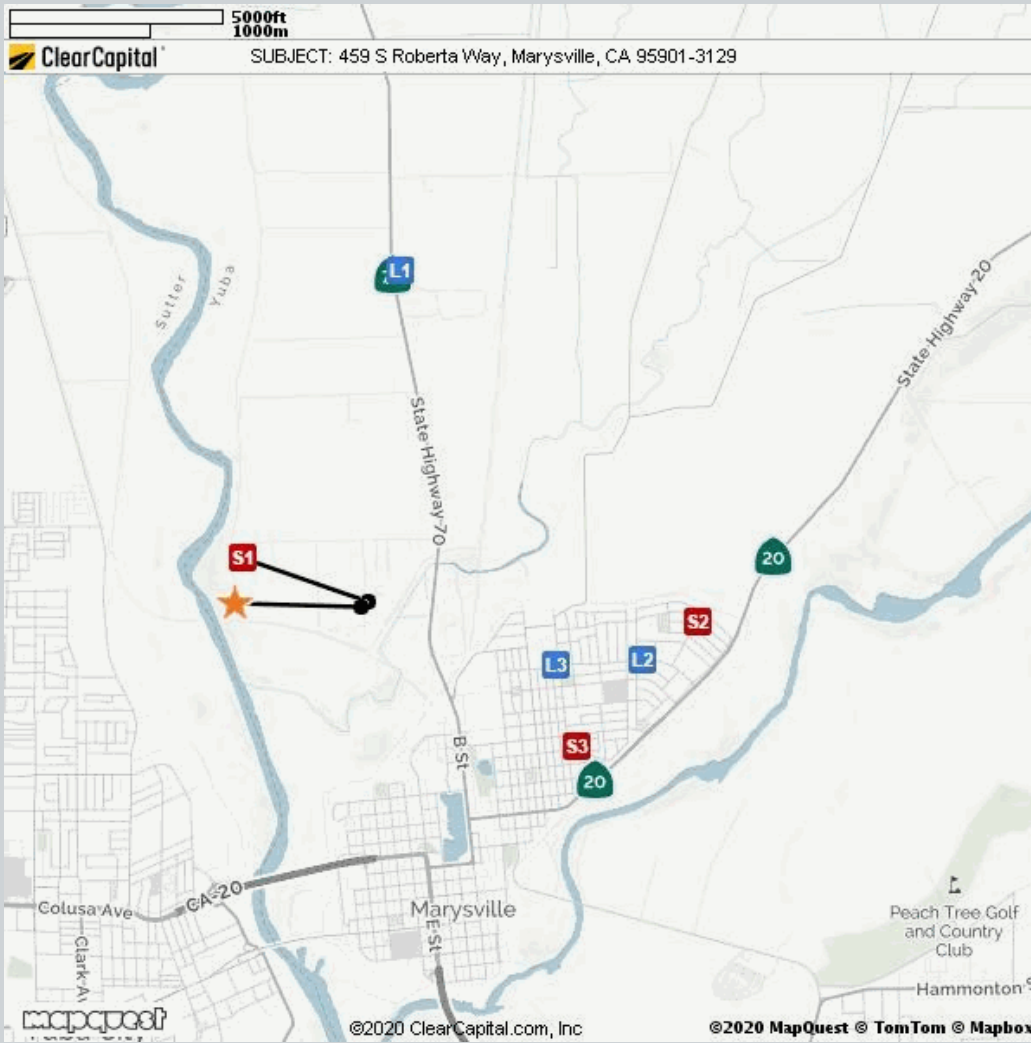 5000ft
1000m
ClearCapital
SUBJECT: 459 S Roberta Way, Marysville, CA 95901-3129
L1
Sutter
Yuba
State Highway 20
State Highway 70
S1
20
S2
L3
L2
S3
B St
20
CA-20
Colusa Ave
Marysville
E St
Clark
Peach Tree Golf
and Country
Club
Hammonton
mapquest
©2020 ClearCapital.com, Inc
©2020 MapQuest © TomTom © Mapbox